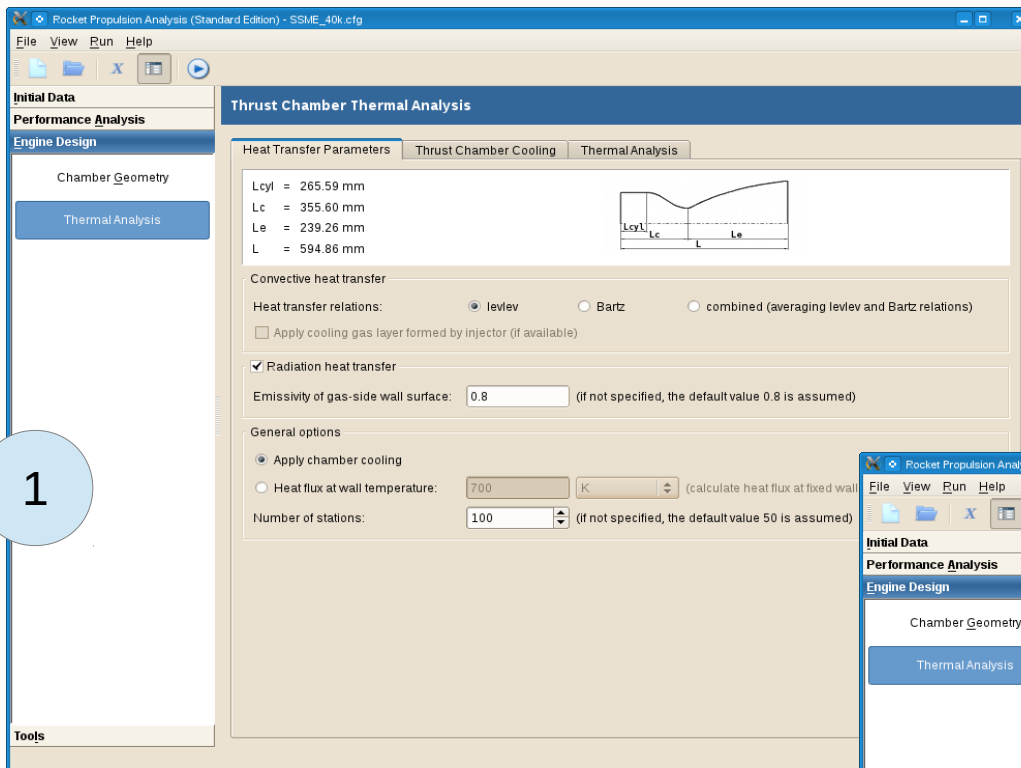 Rocket Propulsion Analysis (Standard Edition) - SSME_40k.cfg
File View Run Help
X
Initial Data
Performance Analysis
Engine Design
Chamber Geometry
Thermal Analysis
Tools
Thrust Chamber Thermal Analysis
Heat Transfer Parameters Thrust Chamber Cooling Thermal Analysis
Lcyl = 265.59 mm
Lc = 355.60 mm
Le = 239.26 mm
L = 594.86 mm
Lcyl
Lc Le
L
Convective heat transfer
Heat transfer relations: Ievlev Bartz combined (averaging Ievlev and Bartz relations)
Apply cooling gas layer formed by injector (if available)
Radiation heat transfer
Emissivity of gas-side wall surface: 0.8 (if not specified, the default value 0.8 is assumed)
General options
Apply chamber cooling
Heat flux at wall temperature: 700 K (calculate heat flux at fixed wall
Number of stations: 100 (if not specified, the default value 50 is assumed)
1
Rocket Propulsion Analy
File View Run Help
X
Initial Data
Performance Analysis
Engine Design
Chamber Geometry
Thermal Analysis